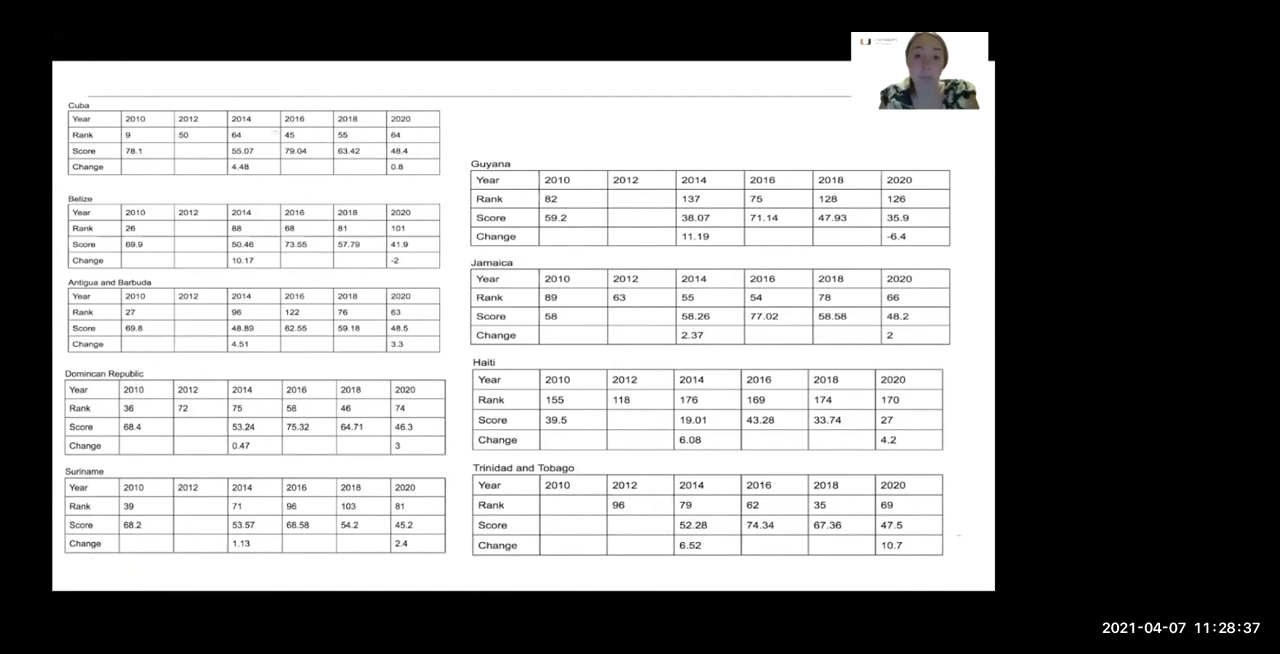 Cuba
Year 2010 2012 2014 2016 2018 2020
Rank 9 50 64 45 55 64
Score 78.1 55.07 79.04 63.42 48.4
Change 4.48 0.8
Belize
Year 2010 2012 2014 2016 2018 2020
Rank 26 88 68 81 101
Score 69.9 50.46 73.55 57.79 41.9
Change 10.17 -2
Antigua and Barbuda
Year 2010 2012 2014 2016 2018 2020
Rank 27 96 122 76 63
Score 69.8 48.89 62.55 59.18 48.5
Change 4.51 3.3
Domincan Republic
Year 2010 2012 2014 2016 2018 2020
Rank 36 72 75 58 46 74
Score 68.4 53.24 75.32 64.71 46.3
Change 0.47 3
Suriname
Year 2010 2012 2014 2016 2018 2020
Rank 39 71 96 103 81
Score 68.2 53.57 68.58 54.2 45.2
Change 1.13 2.4
Guyana
Year 2010 2012 2014 2016 2018 2020
Rank 82 137 75 128 126
Score 59.2 38.07 71.14 47.93 35.9
Change 11.19 -6.4
Jamaica
Year 2010 2012 2014 2016 2018 2020
Rank 89 63 55 54 78 66
Score 58 58.26 77.02 58.58 48.2
Change 2.37 2
Haiti
Year 2010 2012 2014 2016 2018 2020
Rank 155 118 176 169 174 170
Score 39.5 19.01 43.28 33.74 27
Change 6.08 4.2
Trinidad and Tobago
Year 2010 2012 2014 2016 2018 2020
Rank 96 79 62 35 69
Score 52.28 74.34 67.36 47.5
Change 6.52 10.7
2021-04-07 11:28:37